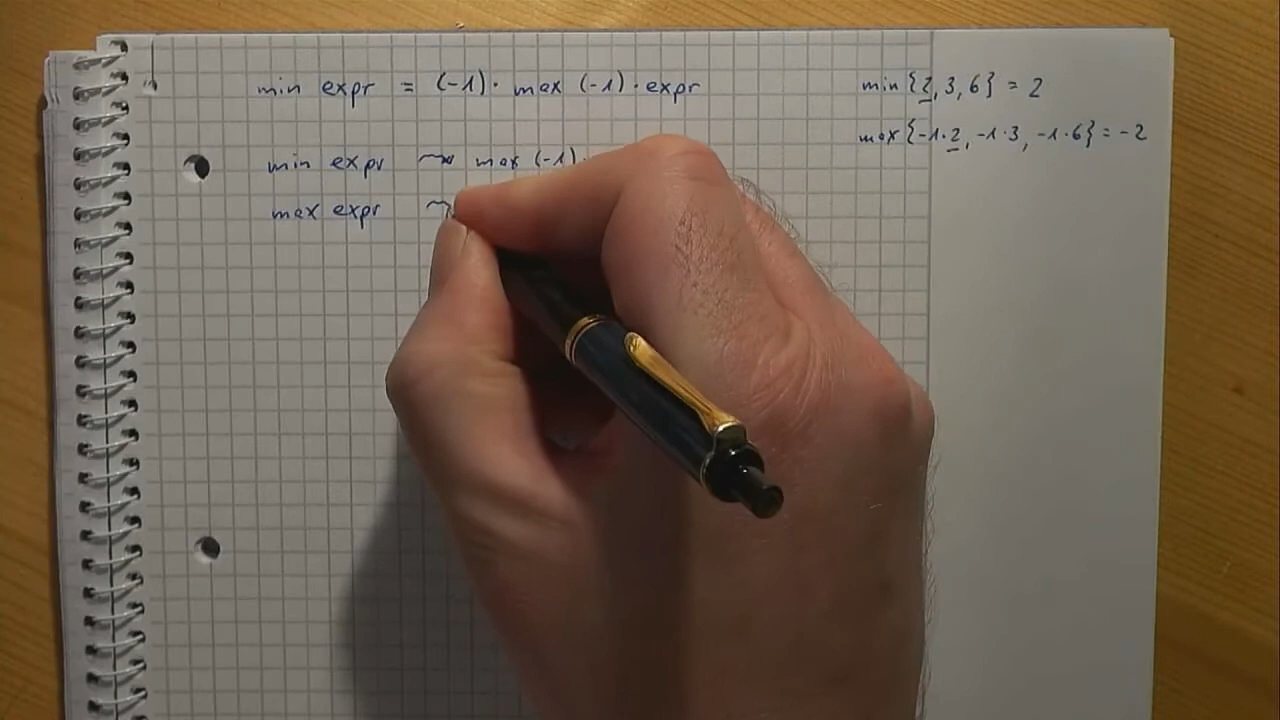 min expr = (-1)· max (-1)· expr
min {2, 3, 6} = 2
max {-1·2, -1·3, -1·6} = -2
min expr ⇝ max (-1)·
max expr ⇝